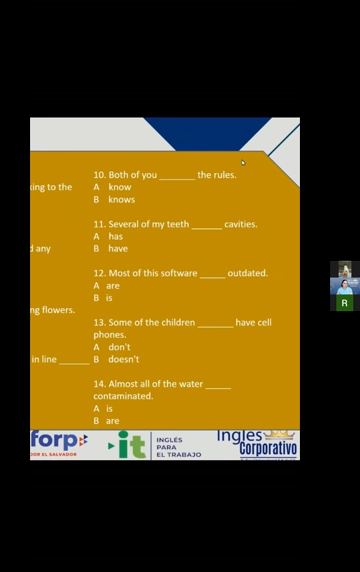 10. Both of you _______ the rules.
king to the
A know
B knows
11. Several of my teeth ______ cavities.
A has
d any
B have
12. Most of this software _____ outdated.
A are
B is
ng flowers.
13. Some of the children _______ have cell
phones.
A don't
in line ______
B doesn't
14. Almost all of the water _____
contaminated.
A is
B are
forp
OOR EL SALVADOR
it
INGLÉS
PARA
EL TRABAJO
Ingles
Corporativo
R